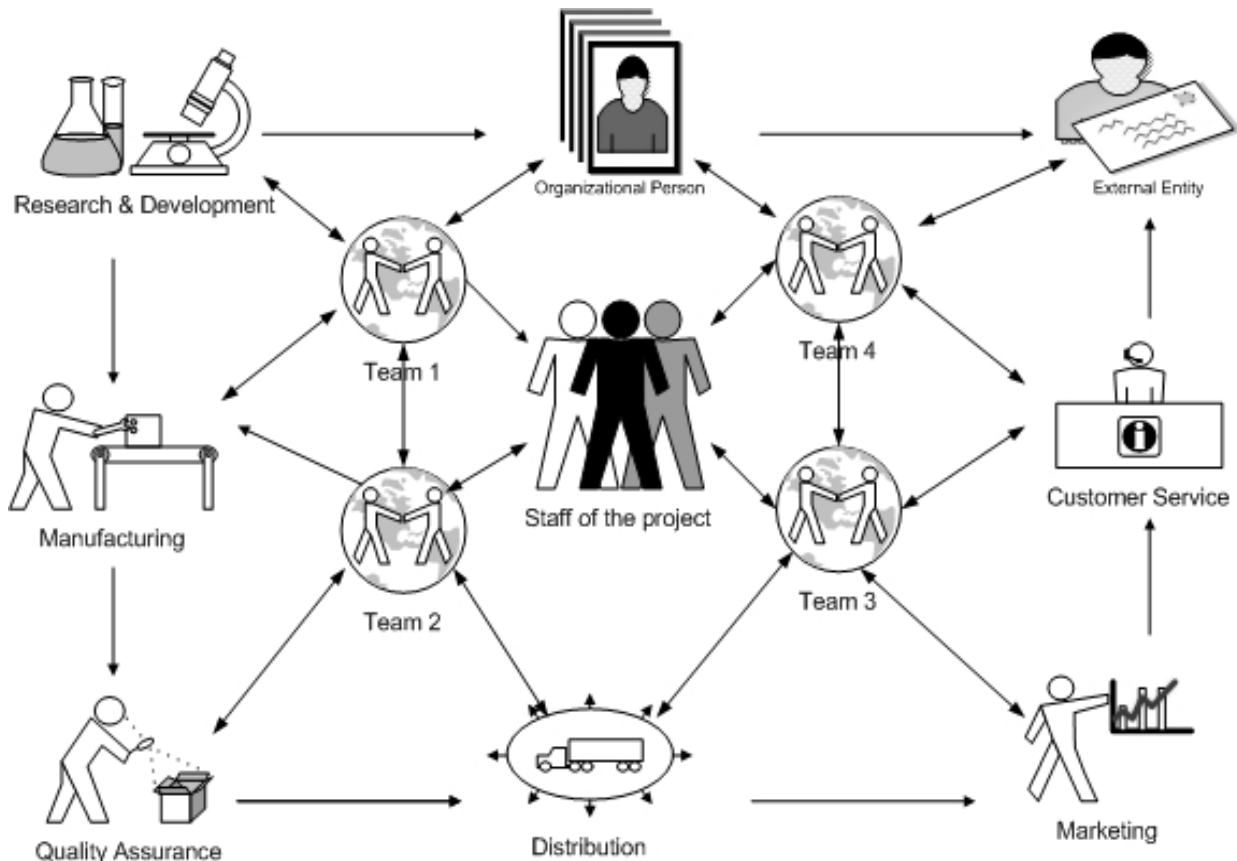 Organizational Person
External Entity
Research & Development
Team 1
Team 4
Manufacturing
Staff of the project
Customer Service
Team 2
Team 3
Quality Assurance
Distribution
Marketing